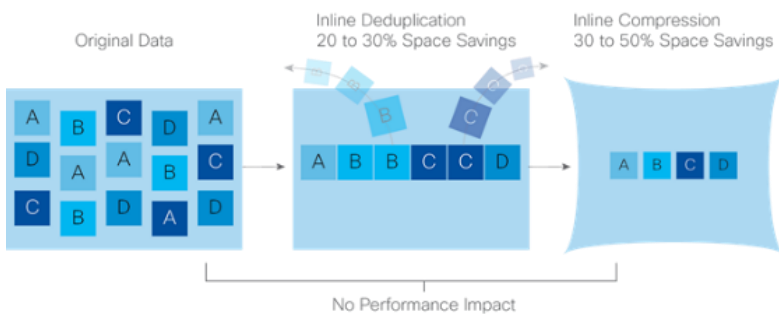 Original Data
Inline Deduplication
20 to 30% Space Savings
Inline Compression
30 to 50% Space Savings
A B C D A
D A A B C
C B D A D
B C
A B B C C D
A B C D
No Performance Impact